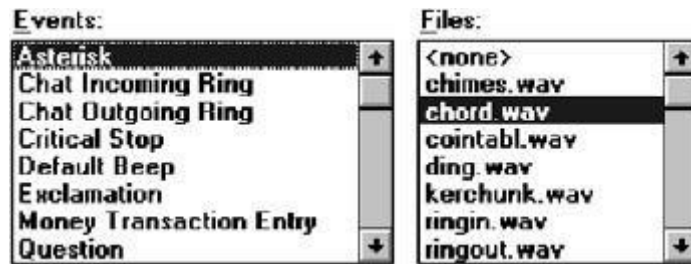 Events:
Asterisk
Chat Incoming Ring
Chat Outgoing Ring
Critical Stop
Default Beep
Exclamation
Money Transaction Entry
Question
Files:
<none>
chimes.wav
chord.wav
cointabl.wav
ding.wav
kerchunk.wav
ringin.wav
ringout.wav